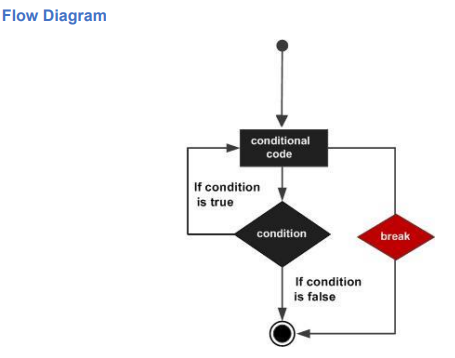 Flow Diagram
conditional
code
If condition
is true
condition
break
If condition
is false